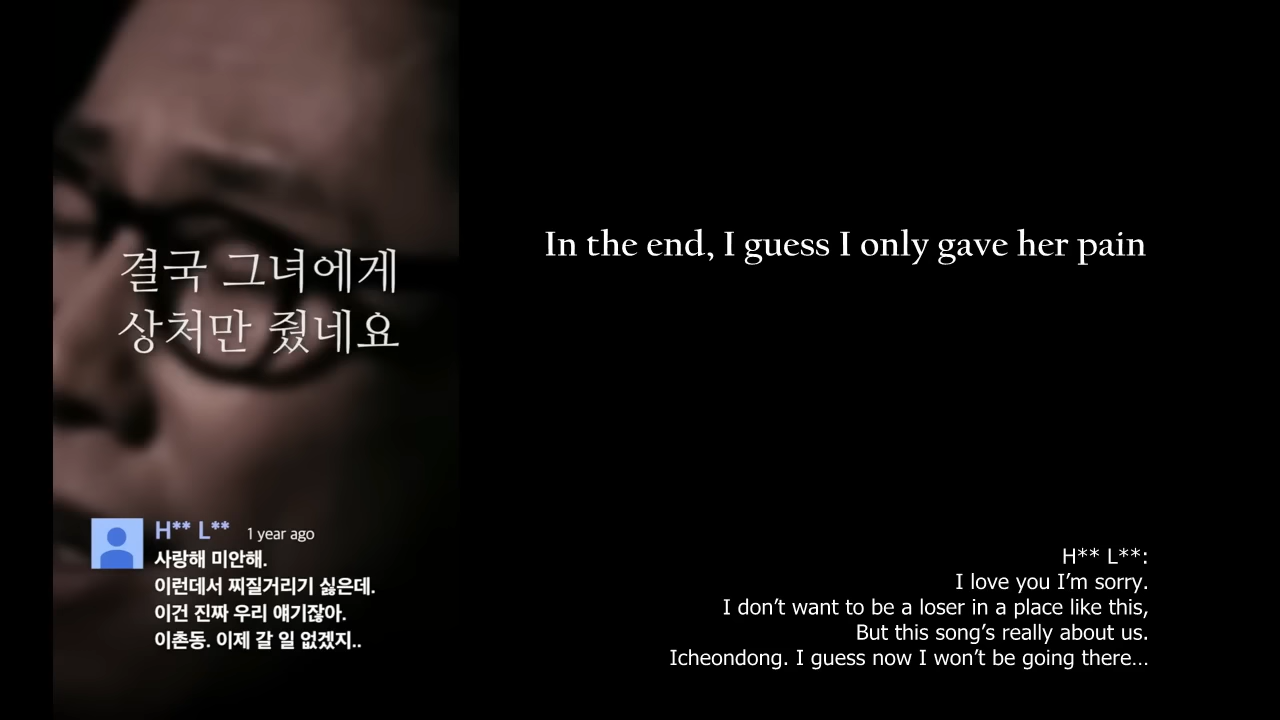 결국 그녀에게
상처만 줬네요
In the end, I guess I only gave her pain
H** L** 1 year ago
사랑해 미안해.
이런데서 찌질거리기 싫은데.
이건 진짜 우리 얘기잖아.
이촌동. 이제 갈 일 없겠지..
H** L**:
I love you I’m sorry.
I don’t want to be a loser in a place like this,
But this song’s really about us.
Icheondong. I guess now I won’t be going there...